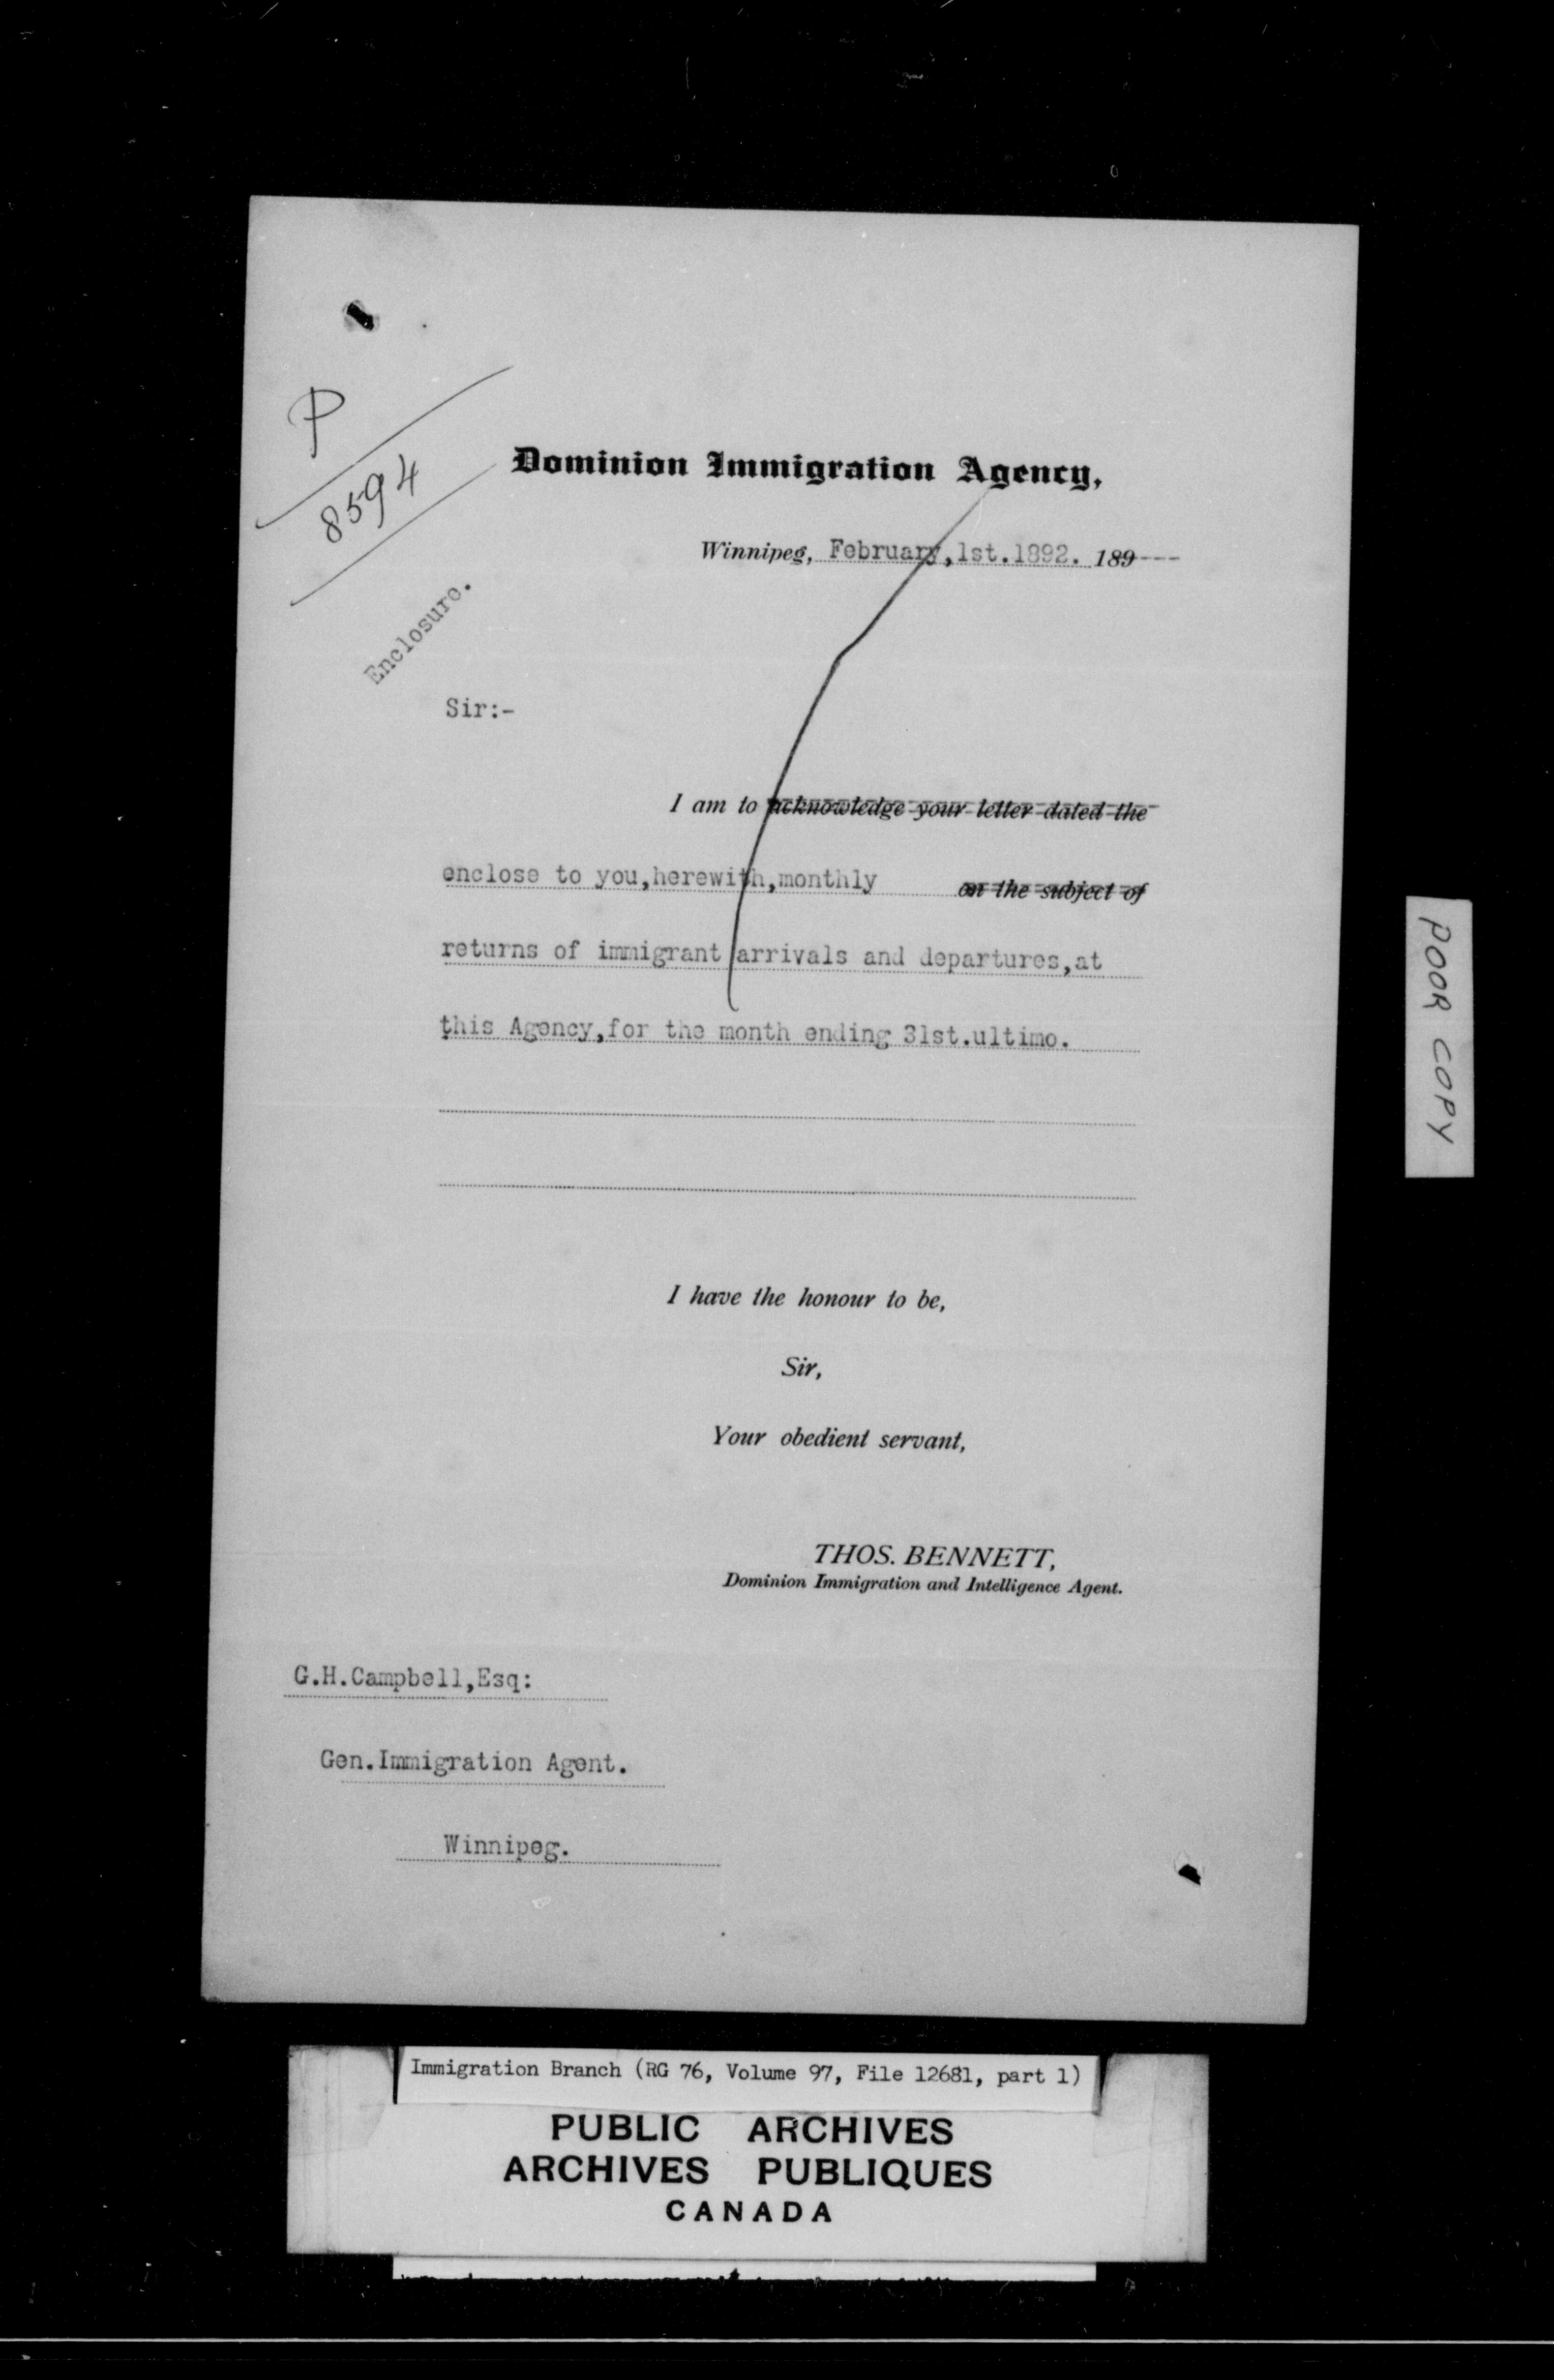 P
8594
Enclosure.
Dominion Immigration Agency,
Winnipeg, February,1st.1892. 189----
Sir:-
I am to acknowledge your letter dated the
enclose to you,herewith,monthly on the subject of
returns of immigrant arrivals and departures,at
this Agency,for the month ending 31st.ultimo.
I have the honour to be,
Sir,
Your obedient servant,
THOS. BENNETT,
Dominion Immigration and Intelligence Agent.
G.H.Campbell,Esq:
Gen.Immigration Agent.
Winnipeg.
POOR COPY
Immigration Branch (RG 76, Volume 97, File 12681, part 1)
PUBLIC ARCHIVES
ARCHIVES PUBLIQUES
CANADA